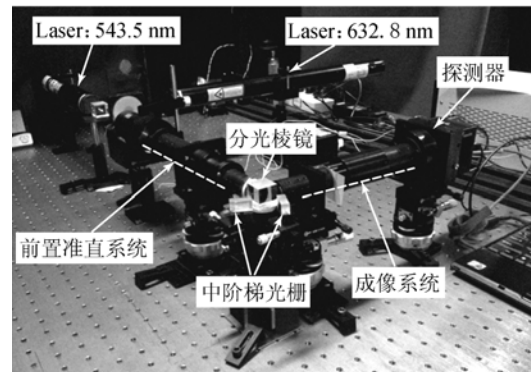 Laser: 543.5 nm
Laser: 632. 8 nm
探测器
分光棱镜
前置准直系统
中阶梯光栅
成像系统